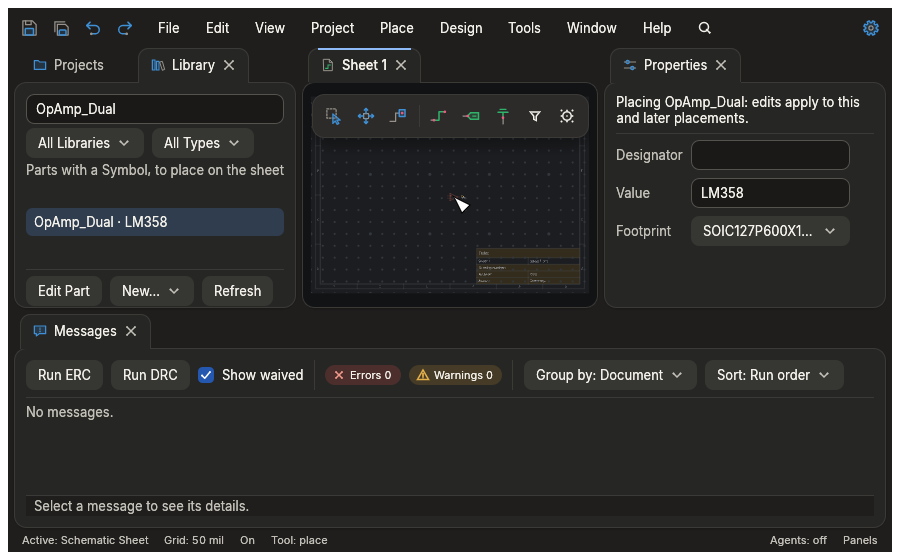 File Edit View Project Place Design Tools Window Help
Projects Library Sheet 1 Properties
OpAmp_Dual
All Libraries All Types
Parts with a Symbol, to place on the sheet
OpAmp_Dual · LM358
Edit Part New... Refresh
Placing OpAmp_Dual: edits apply to this
and later placements.
Designator
Value LM358
Footprint SOIC127P600X1...
Messages
Run ERC Run DRC Show waived Errors 0 Warnings 0 Group by: Document Sort: Run order
No messages.
Select a message to see its details.
Active: Schematic Sheet Grid: 50 mil On Tool: place Agents: off Panels